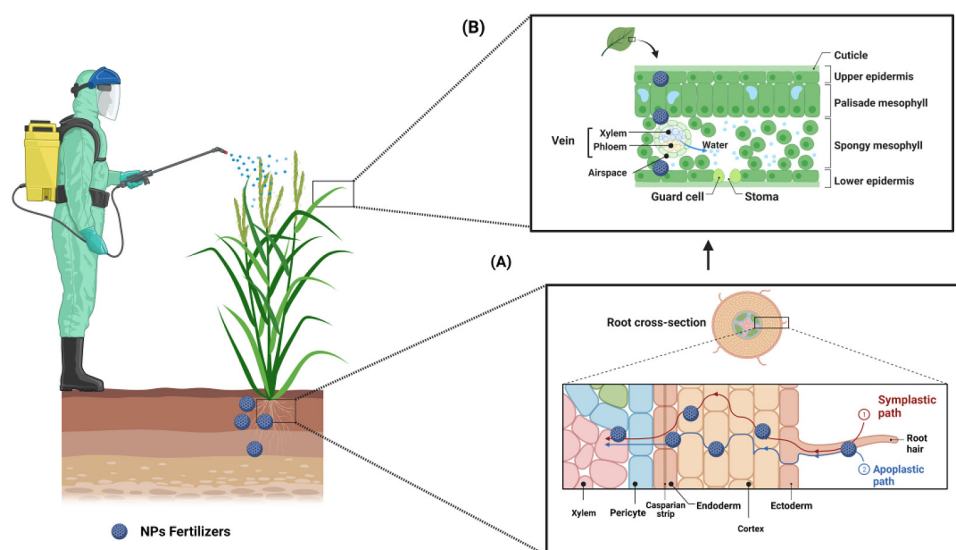 (B)
Cuticle
Upper epidermis
Palisade mesophyll
Xylem
Vein
Phloem
Water
Spongy mesophyll
Airspace
Lower epidermis
Guard cell
Stoma
(A)
Root cross-section
Symplastic
path
1
Root
hair
2
Apoplastic
path
Xylem
Pericyte
Casparian
strip
Endoderm
Cortex
Ectoderm
NPs Fertilizers